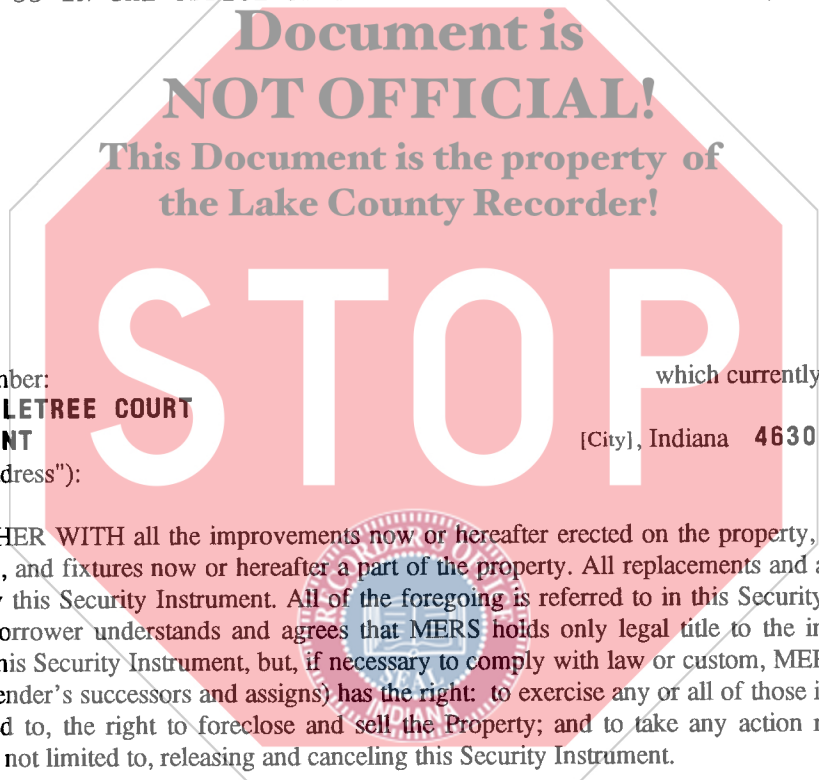 Document is
NOT OFFICIAL!
This Document is the property of
the Lake County Recorder!
STOP
nber: which currently
LETREE COURT
NT [City], Indiana 4630
dress"):
HER WITH all the improvements now or hereafter erected on the property,
, and fixtures now or hereafter a part of the property. All replacements and a
y this Security Instrument. All of the foregoing is referred to in this Security
orrower understands and agrees that MERS holds only legal title to the in
his Security Instrument, but, if necessary to comply with law or custom, MER
ender's successors and assigns) has the right: to exercise any or all of those i
d to, the right to foreclose and sell the Property; and to take any action r
not limited to, releasing and canceling this Security Instrument.
RECORDER'S OFFICE
SEAL
INDIANA